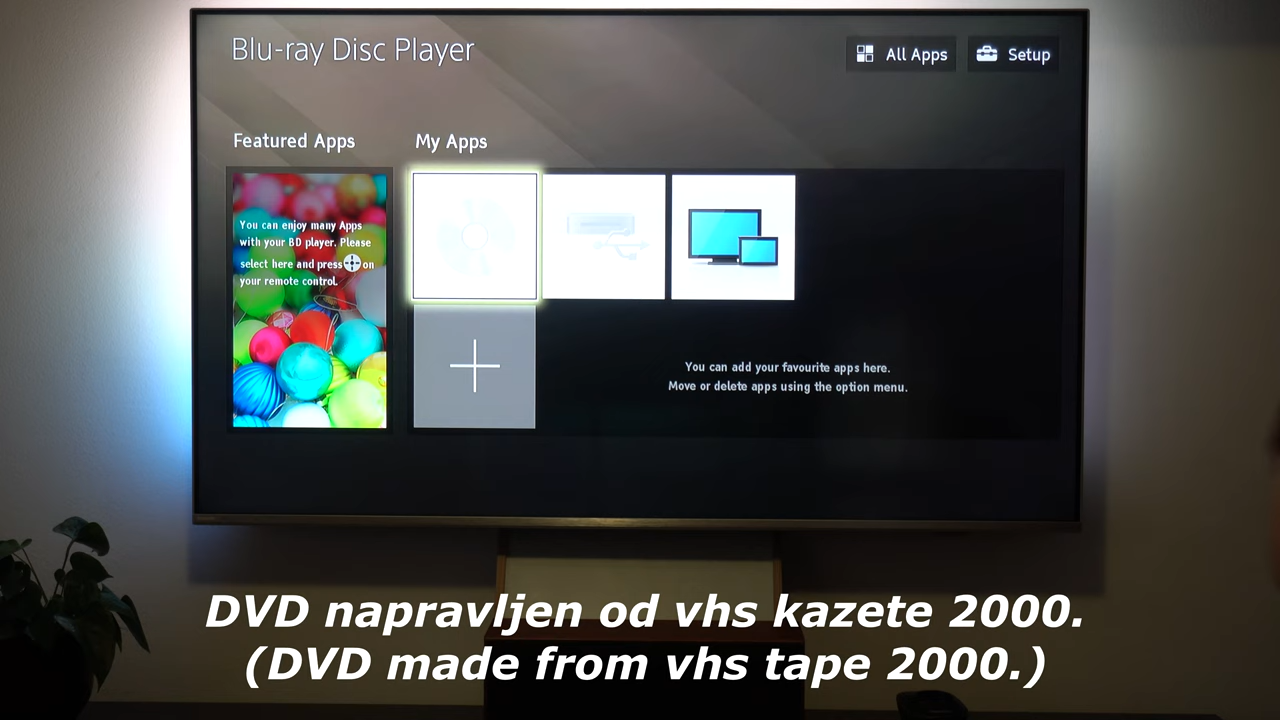 Blu-ray Disc Player
All Apps
Setup
Featured Apps
My Apps
You can enjoy many Apps
with your BD player. Please
select here and press on
your remote control.
You can add your favourite apps here.
Move or delete apps using the option menu.
DVD napravljen od vhs kazete 2000.
(DVD made from vhs tape 2000.)